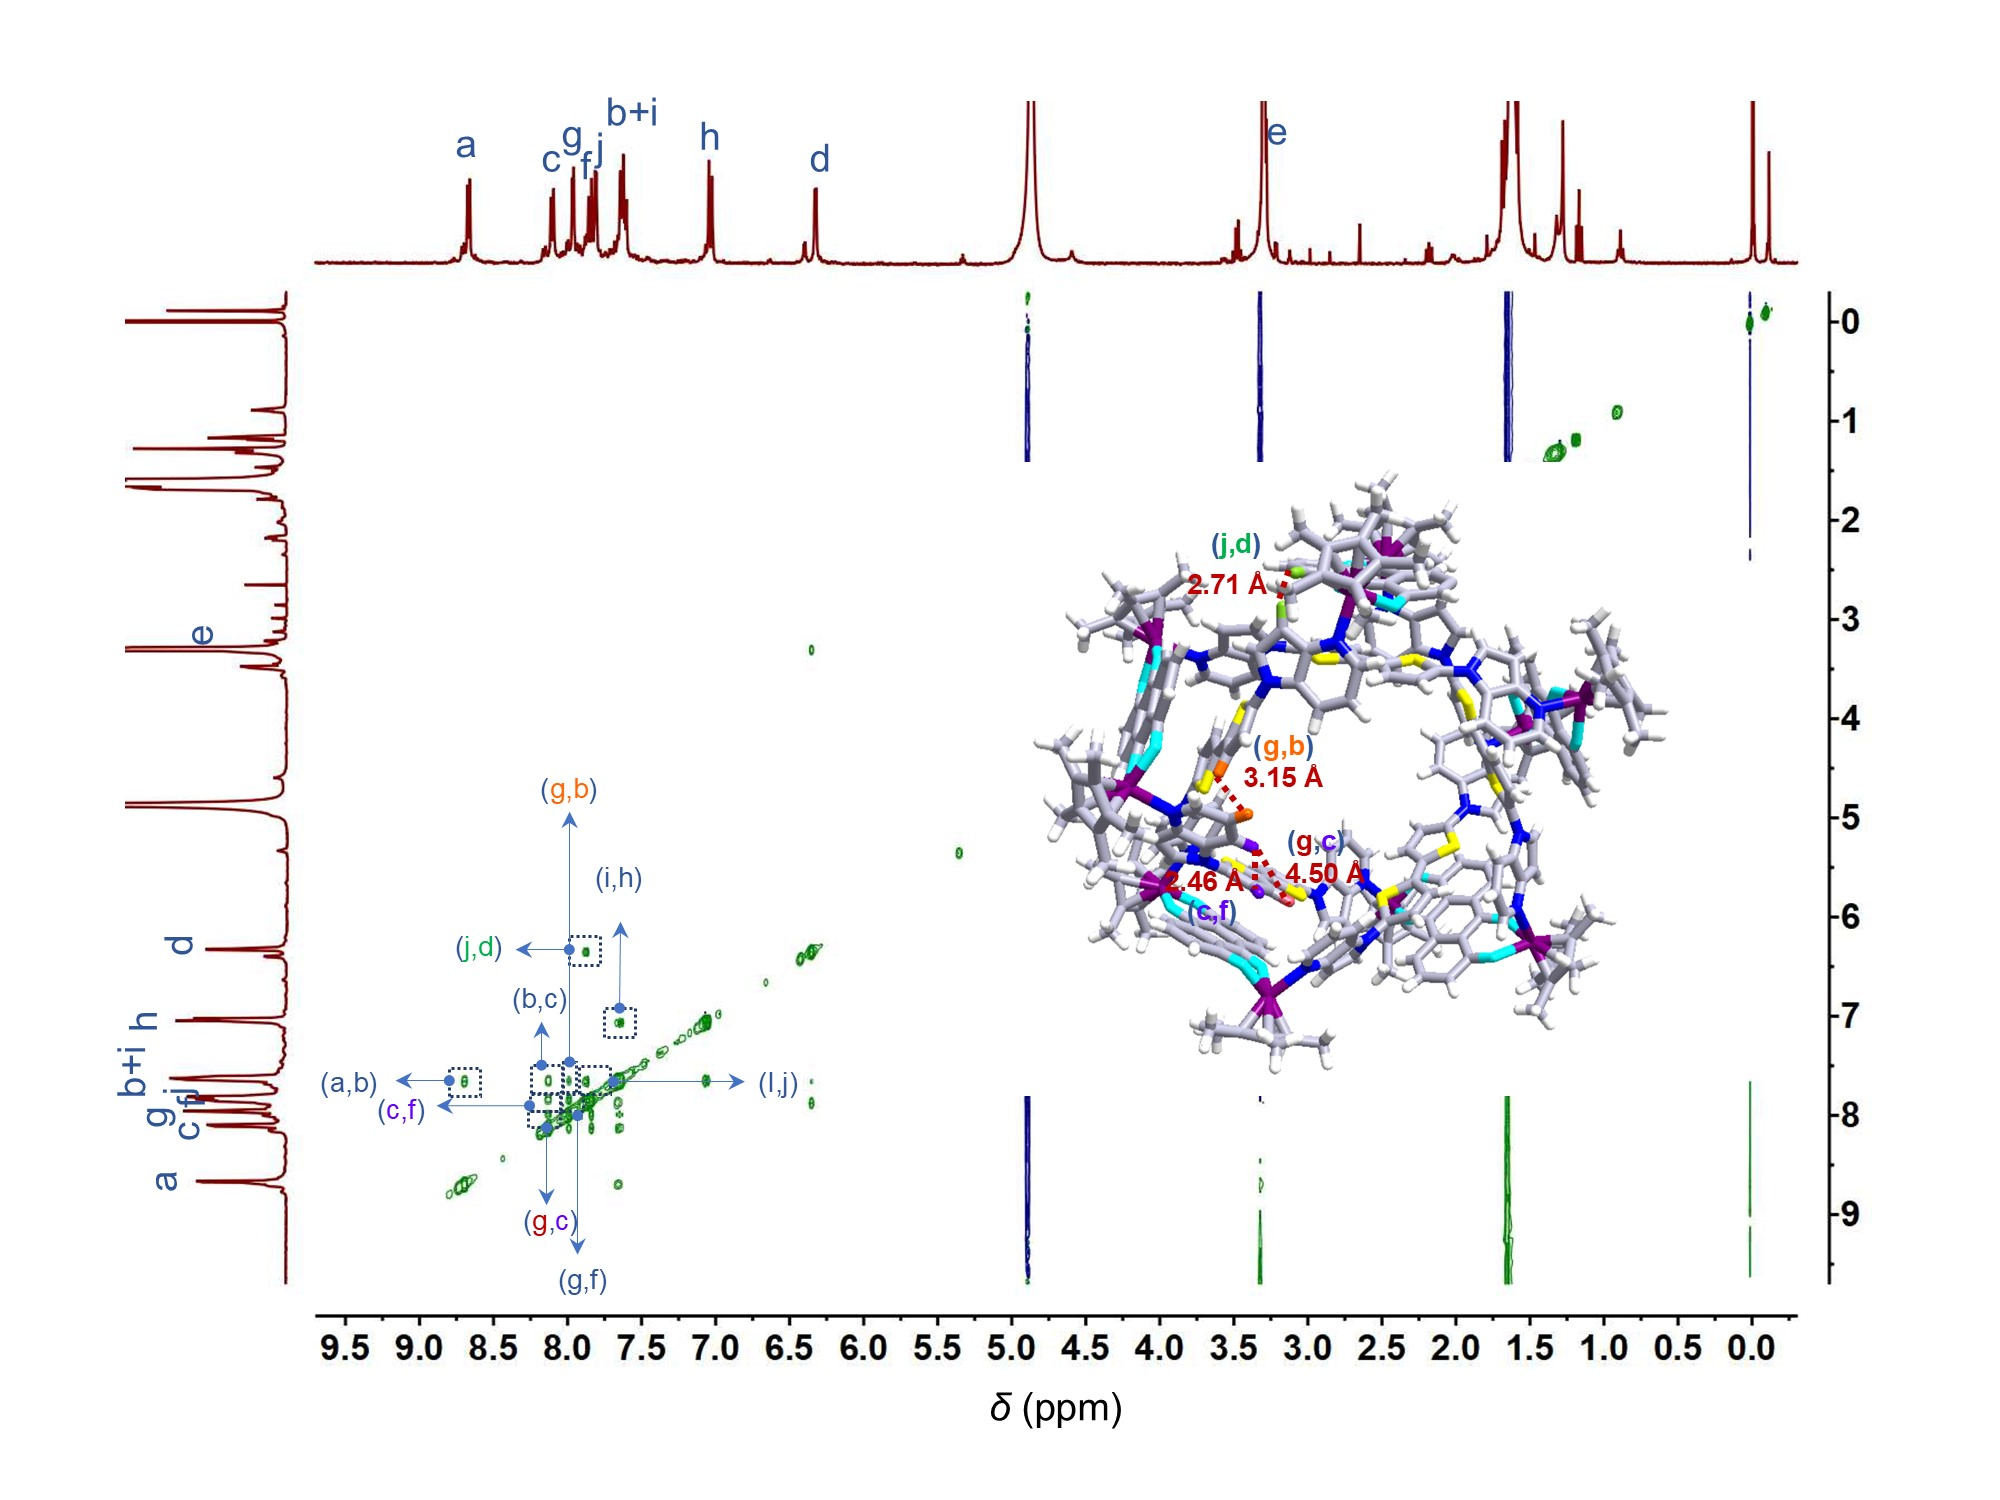 b+i
a
c
g
f
j
h
d
e
0
1
2
3
4
5
6
7
8
9
e
d
h
b+i
fj
g
c
a
(j,d)
2.71 Å
(g,b)
3.15 Å
(g,c)
4.50 Å
2.46 Å
(c,f)
(g,b)
(i,h)
(j,d)
(b,c)
(a,b)
(I,j)
(c,f)
(g,c)
(g,f)
9.5 9.0 8.5 8.0 7.5 7.0 6.5 6.0 5.5 5.0 4.5 4.0 3.5 3.0 2.5 2.0 1.5 1.0 0.5 0.0
δ (ppm)